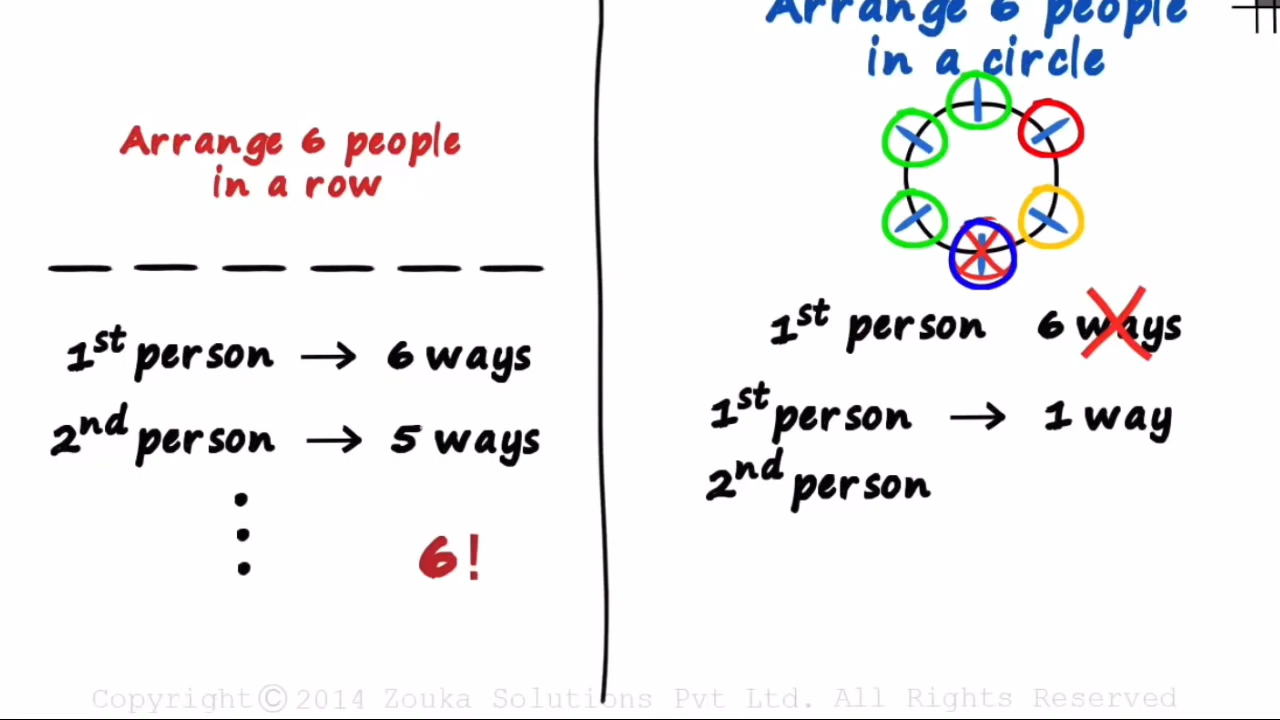 Arrange 6 people
in a row
1st person → 6 ways
2nd person → 5 ways
6!
Arrange 6 people
in a circle
1st person 6 ways
1st person → 1 way
2nd person
Copyright © 2014 Zouka Solutions Pvt Ltd. All Rights Reserved